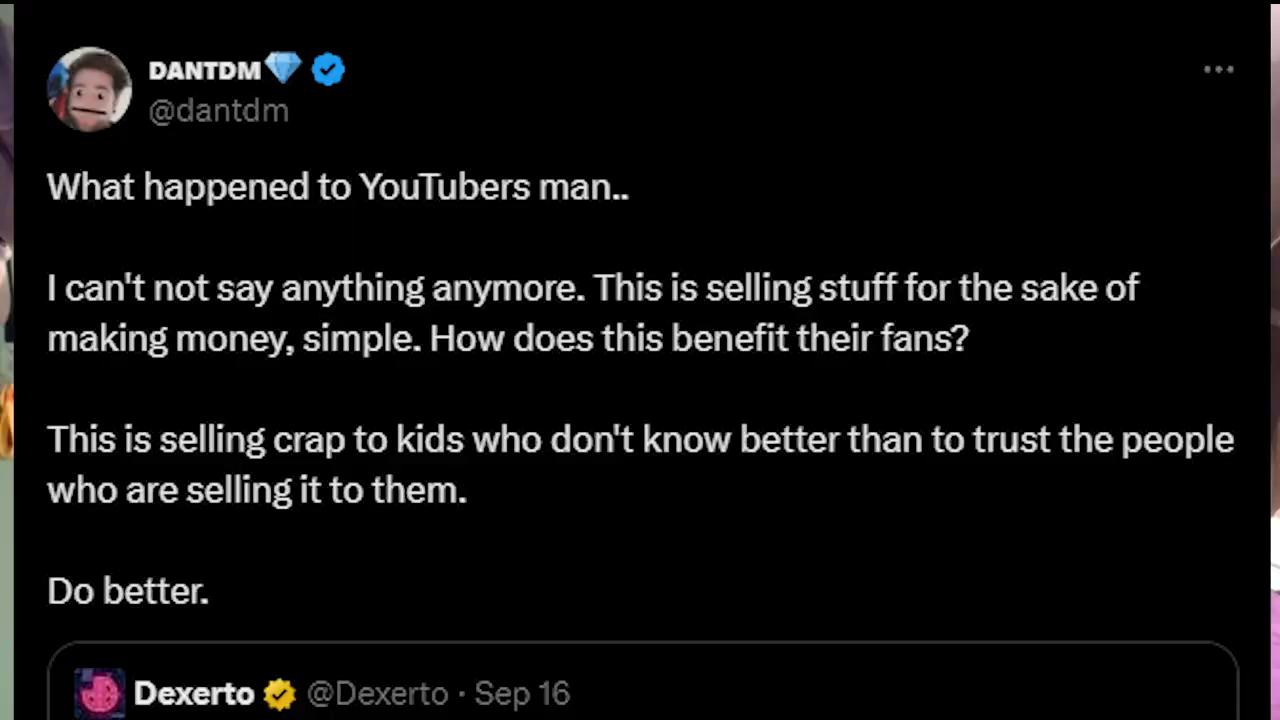 DANTDM💎
@dantdm
What happened to YouTubers man..
I can't not say anything anymore. This is selling stuff for the sake of
making money, simple. How does this benefit their fans?
This is selling crap to kids who don't know better than to trust the people
who are selling it to them.
Do better.
Dexerto @Dexerto · Sep 16